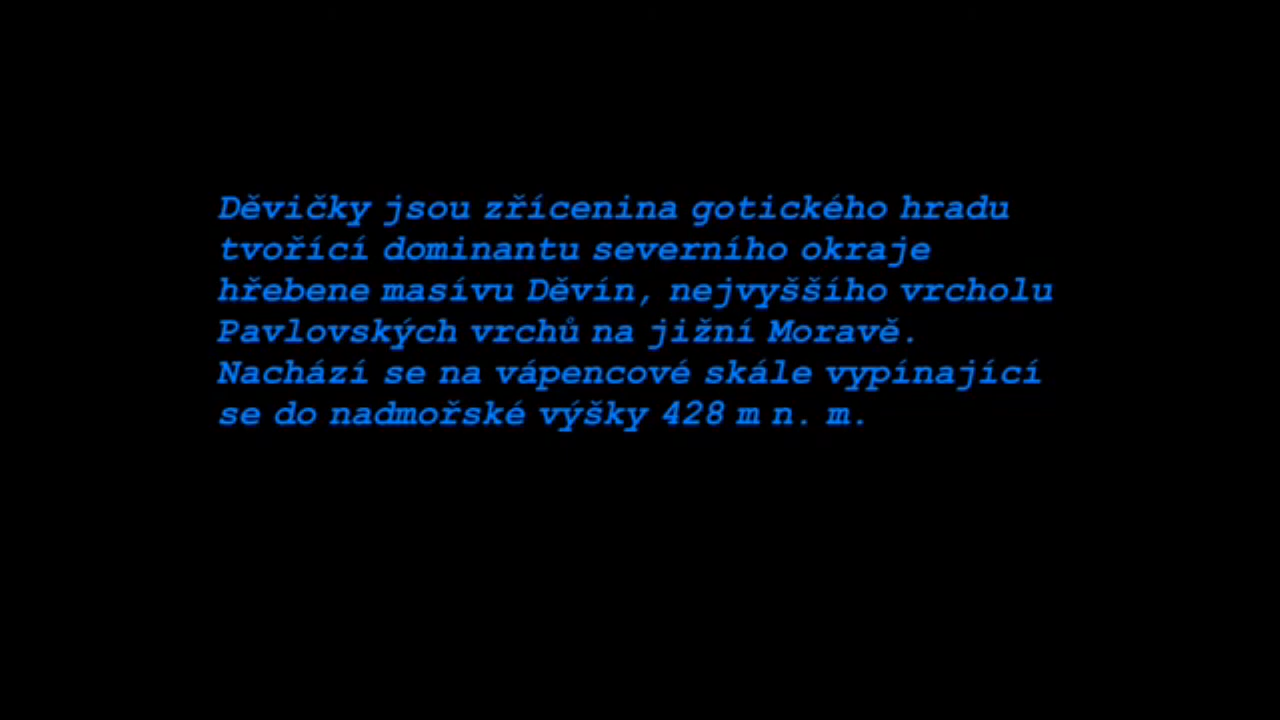 Děvičky jsou zřícenina gotického hradu
tvořící dominantu severního okraje
hřebene masívu Děvín, nejvyššího vrcholu
Pavlovských vrchů na jižní Moravě.
Nachází se na vápencové skále vypínající
se do nadmořské výšky 428 m n. m.